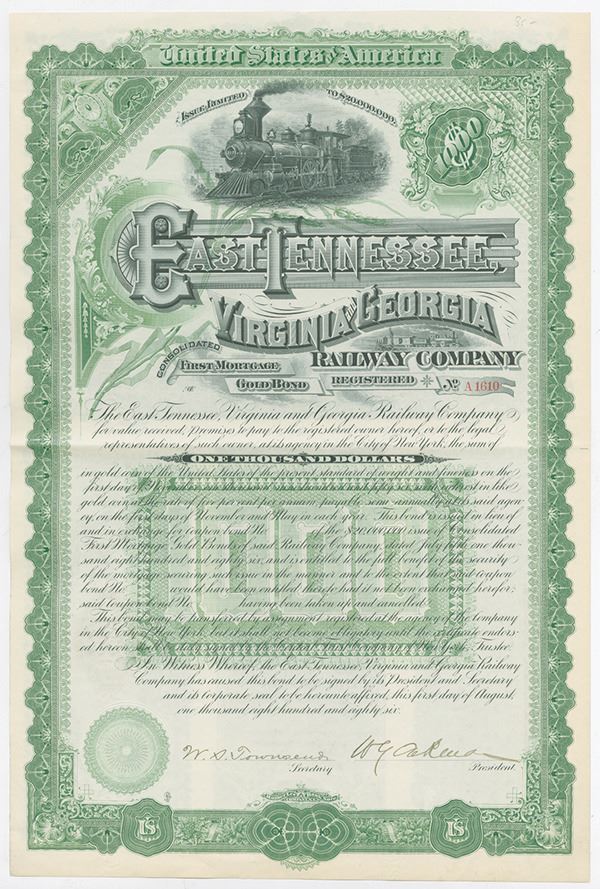 35-
United States of America
ISSUE LIMITED TO $20,000,000.
$1000
EAST TENNESSEE,
VIRGINIA AND GEORGIA
RAILWAY COMPANY
CONSOLIDATED
FIRST MORTGAGE
GOLD BOND
REGISTERED No A1610
The East Tennessee, Virginia and Georgia Railway Company
for value received, promises to pay to the registered owner hereof, or to the legal
representatives of such owner, at its agency in the City of New York, the sum of
ONE THOUSAND DOLLARS
in gold coin of the United States of the present standard of weight and fineness on the
first day of
gold coin at the rate of five per cent per annum, payable semi-annually at its said agen-
cy, on the first days of November and May in each year. This bond is issued in lieu of
and in exchange for coupon bond No of the $20,000,000 issue of Consolidated
First Mortgage Gold Bonds of said Railway Company, dated July first, one thou-
sand eight hundred and eighty six, and is entitled to the full benefit of the security
of the mortgage securing such issue in the manner and to the extent that said coupon
bond No would have been entitled
said Coupon bond No having been taken up and cancelled.
This bond may be transferred by assignment registered at the agency of the Company
in the City of New York, but it shall not become obligatory until the certificate endors-
ed hereon Trustee.
In Witness Whereof, the East Tennessee, Virginia and Georgia Railway
Company has caused this bond to be signed by its President and Secretary
and its corporate seal to be hereunto affixed, this first day of August,
one thousand eight hundred and eighty six.
W. S. Townsend
Secretary President.